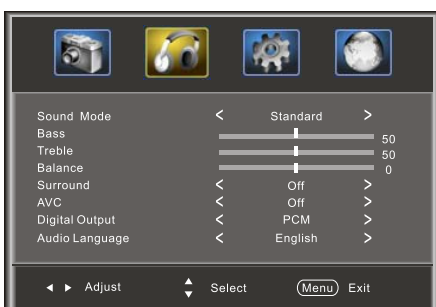 Sound Mode < Standard >
Bass 50
Treble 50
Balance 0
Surround < Off >
AVC < Off >
Digital Output < PCM >
Audio Language < English >
◄ ► Adjust ▲▼ Select Menu Exit